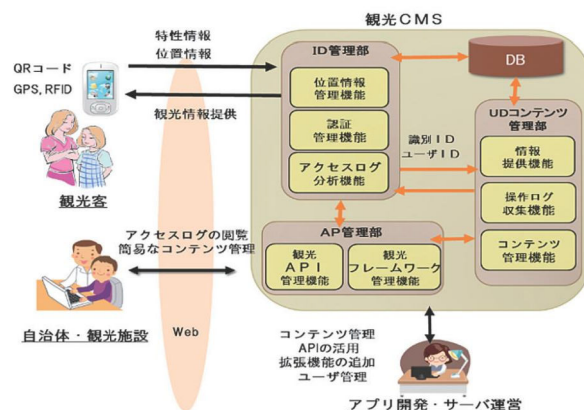 観光CMS
特性情報
位置情報
QRコード
GPS, RFID
観光情報提供
観光客
ID管理部
位置情報
管理機能
認証
管理機能
アクセスログ
分析機能
DB
識別ID
ユーザID
UDコンテンツ
管理部
情報
提供機能
操作ログ
収集機能
コンテンツ
管理機能
AP管理部
観光
API
管理機能
観光
フレームワーク
管理機能
アクセスログの閲覧
簡易なコンテンツ管理
自治体・観光施設
Web
コンテンツ管理
APIの活用
拡張機能の追加
ユーザ管理
アプリ開発・サーバ運営